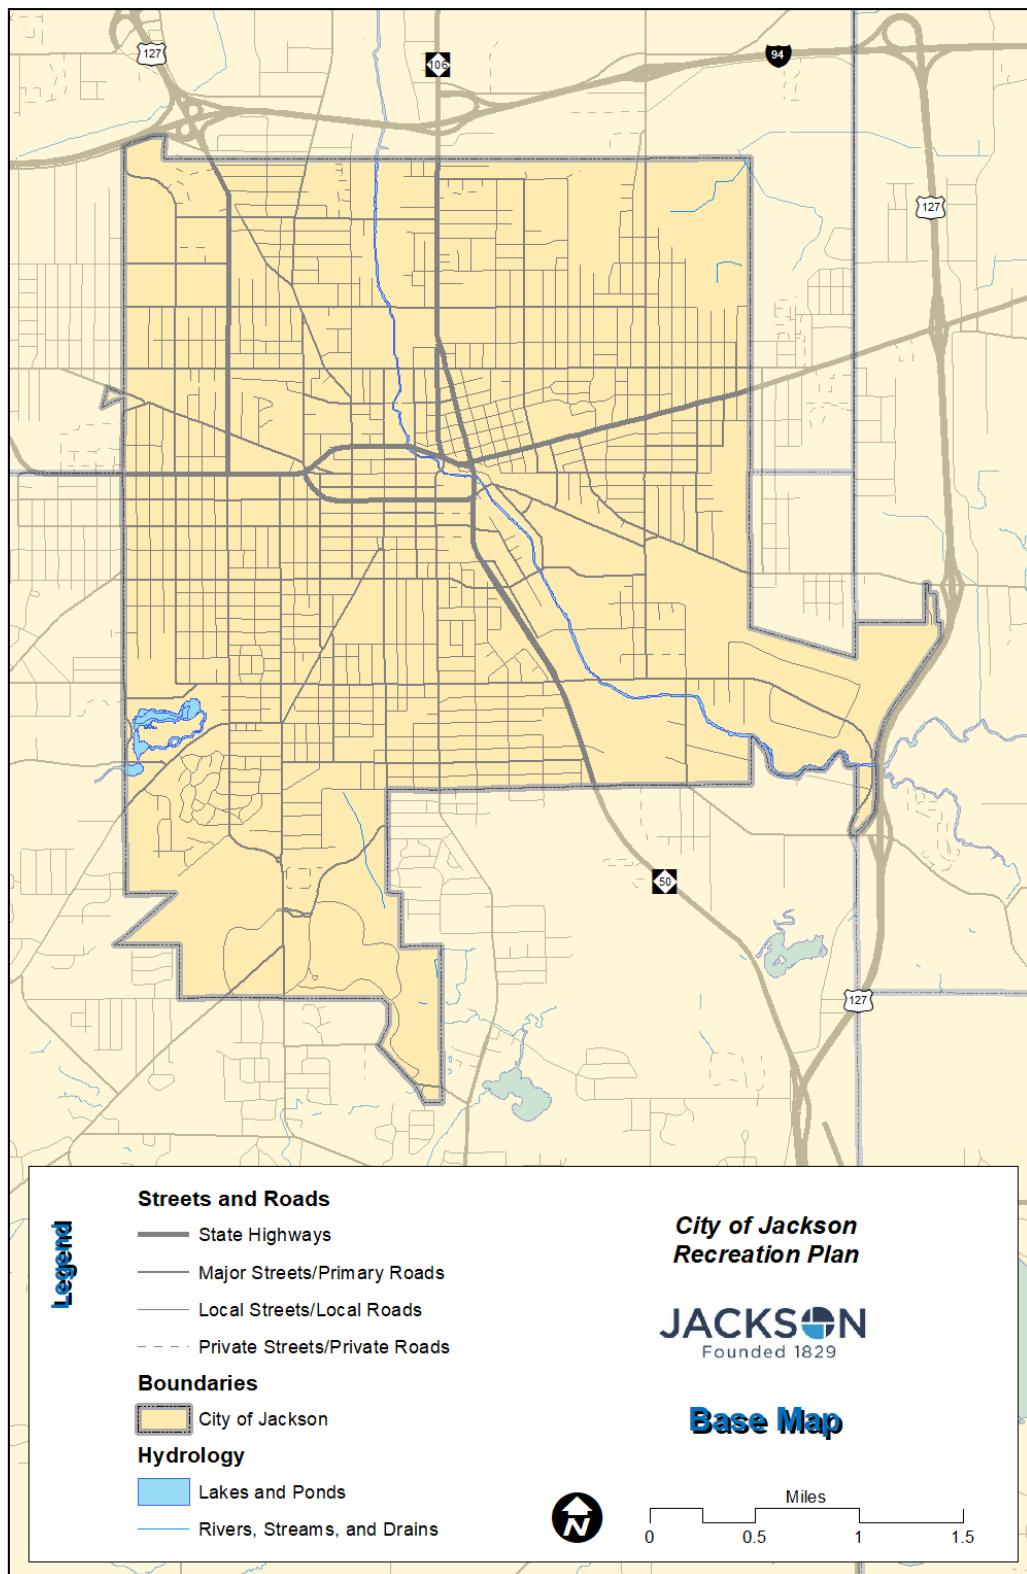 127
106
94
127
50
127
Legend
Streets and Roads
State Highways
Major Streets/Primary Roads
Local Streets/Local Roads
Private Streets/Private Roads
Boundaries
City of Jackson
Hydrology
Lakes and Ponds
Rivers, Streams, and Drains
City of Jackson
Recreation Plan
JACKSON
Founded 1829
Base Map
N
Miles
0 0.5 1 1.5